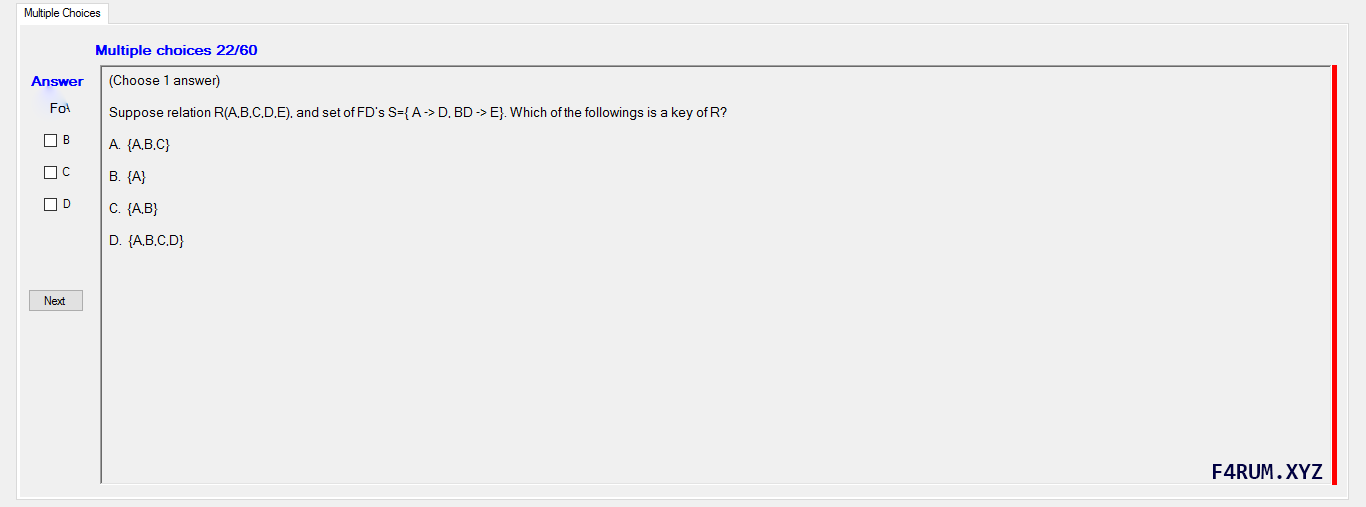 Multiple Choices
Multiple choices 22/60
Answer
(Choose 1 answer)
Suppose relation R(A,B,C,D,E), and set of FD's S={ A -> D, BD -> E}. Which of the followings is a key of R?
B
A. {A,B,C}
C
B. {A}
D
C. {A,B}
D. {A,B,C,D}
Next
F4RUM.XYZ